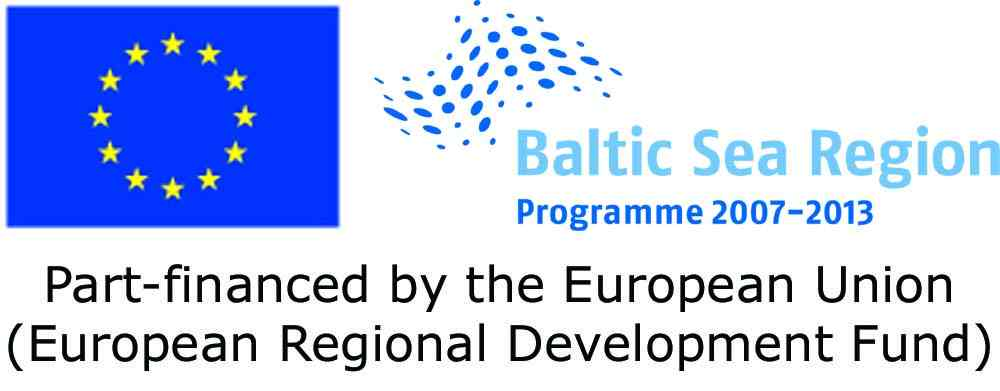 Baltic Sea Region
Programme 2007–2013
Part-financed by the European Union
(European Regional Development Fund)